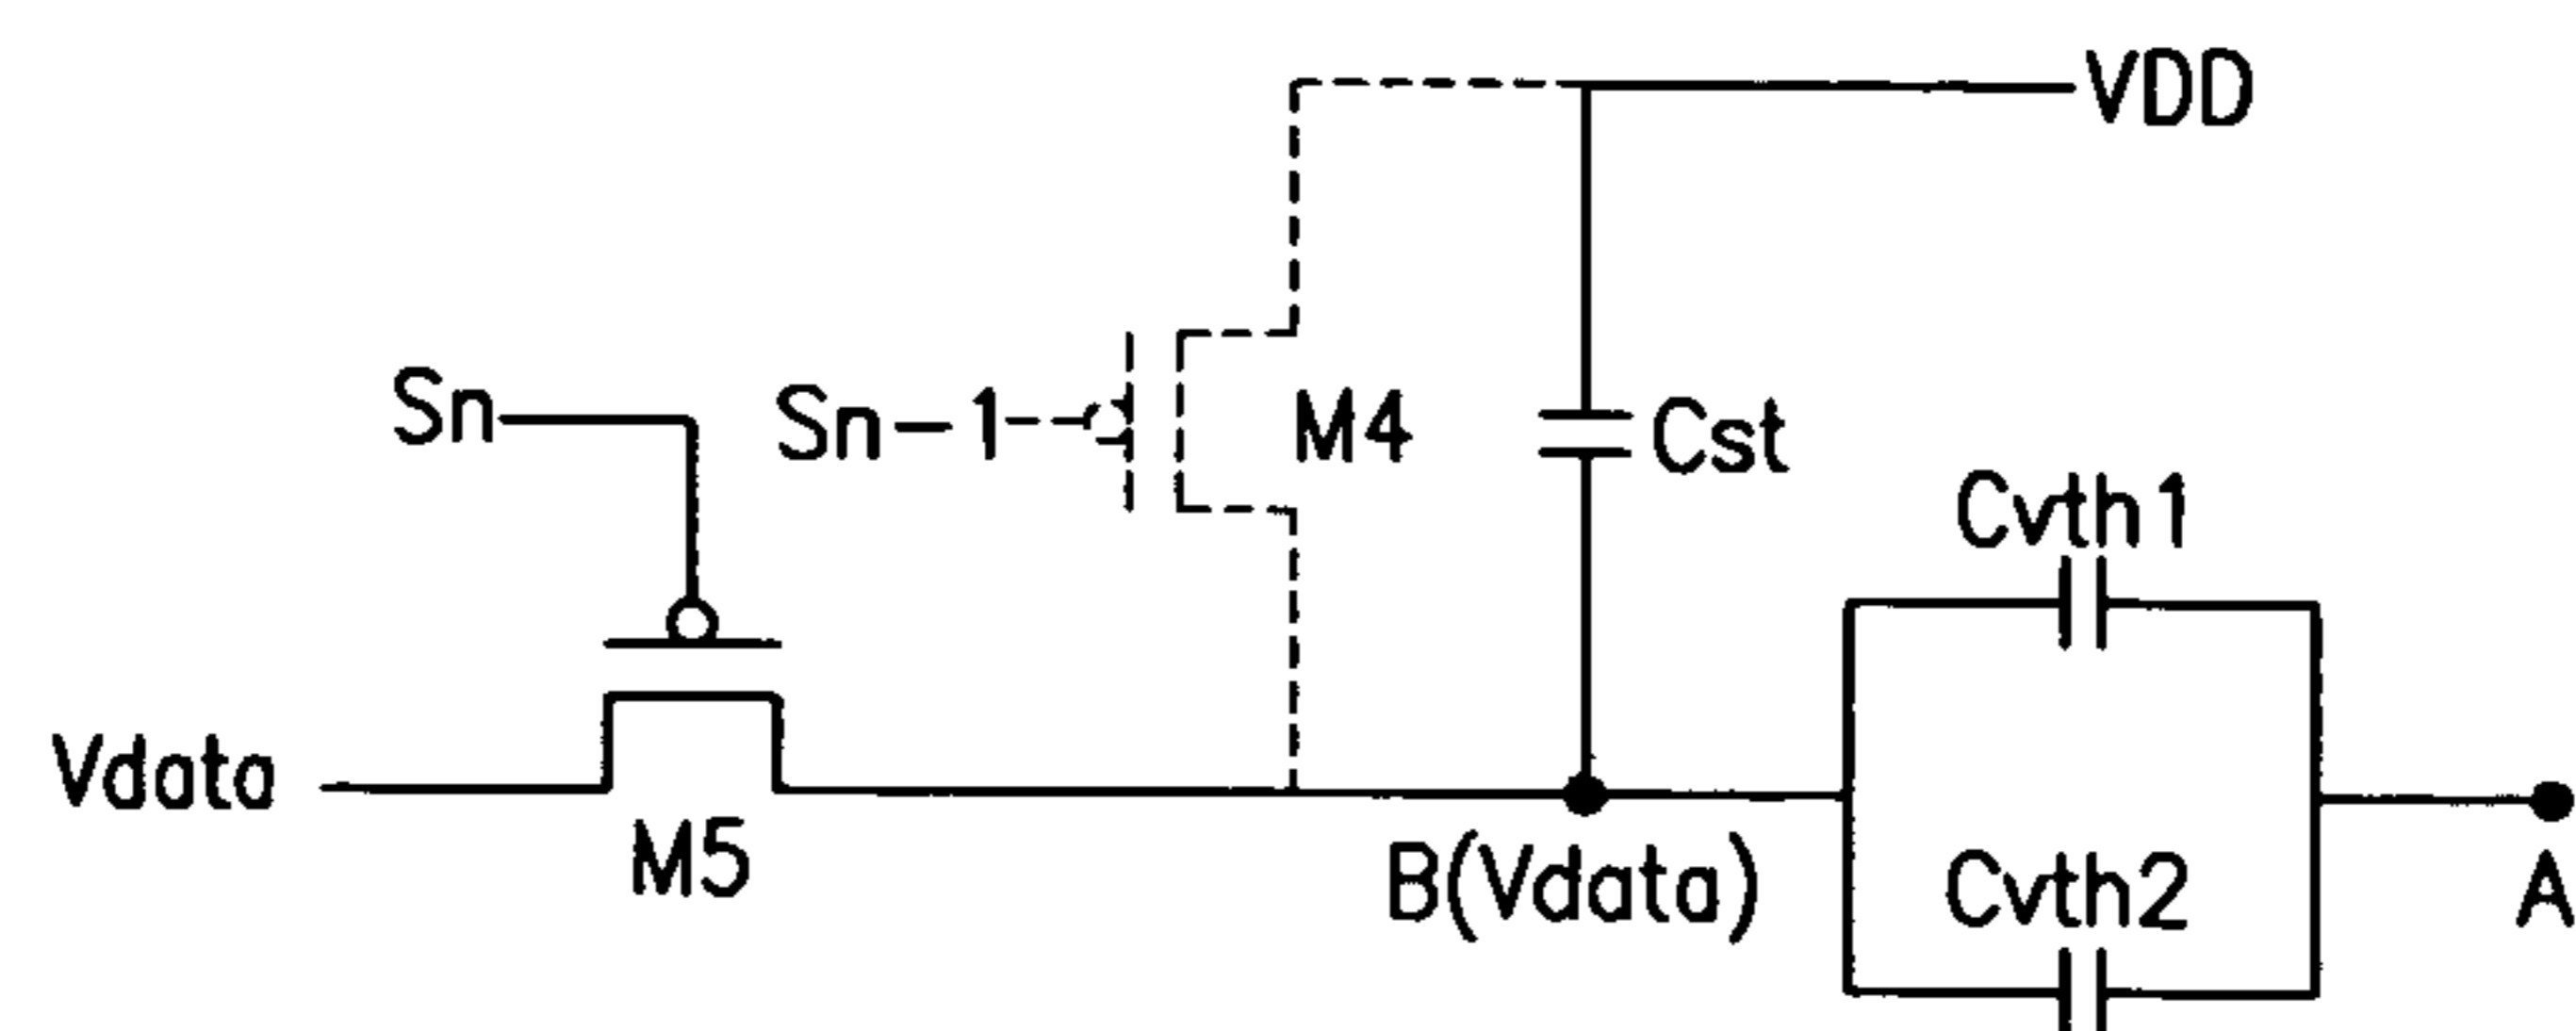 VDD
Sn
Sn-1
M4
Cst
Cvth1
Vdata
M5
B(Vdata)
Cvth2
A